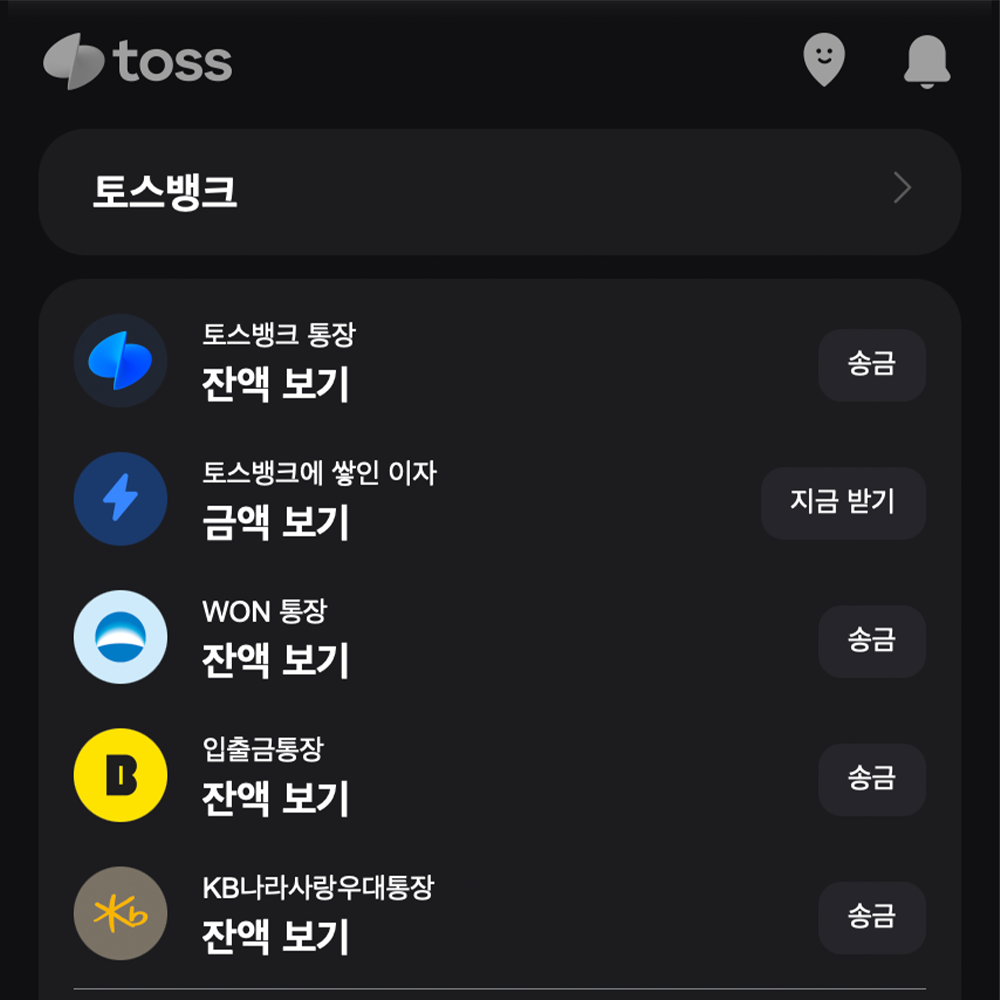 toss
토스뱅크
토스뱅크 통장
잔액 보기
송금
토스뱅크에 쌓인 이자
금액 보기
지금 받기
WON 통장
잔액 보기
송금
B
입출금통장
잔액 보기
송금
Kb
KB나라사랑우대통장
잔액 보기
송금